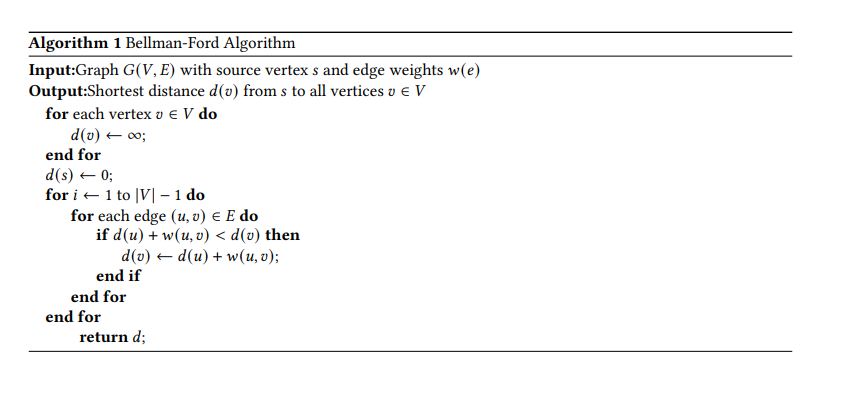 Algorithm 1 Bellman-Ford Algorithm
Input:Graph G(V, E) with source vertex s and edge weights w(e)
Output:Shortest distance d(v) from s to all vertices v ∈ V
for each vertex v ∈ V do
d(v) ← ∞;
end for
d(s) ← 0;
for i ← 1 to |V| − 1 do
for each edge (u, v) ∈ E do
if d(u) + w(u, v) < d(v) then
d(v) ← d(u) + w(u, v);
end if
end for
end for
return d;